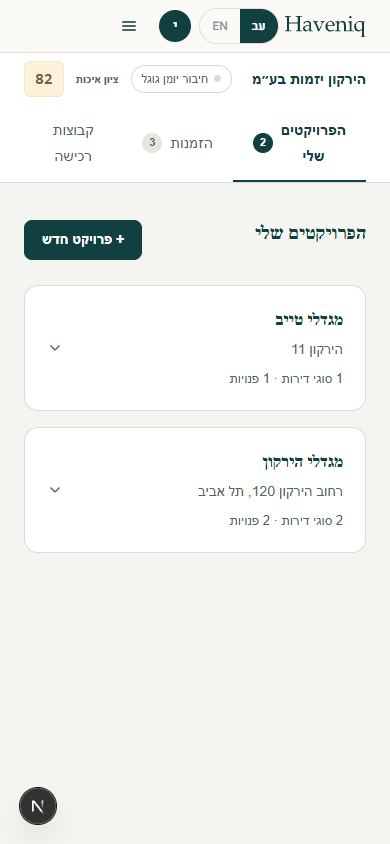 Haveniq
עב
EN
י
הירקון יזמות בע״מ
חיבור יומן גוגל
ציון איכות
82
הפרויקטים שלי
2
הזמנות
3
קבוצות רכישה
הפרויקטים שלי
+ פרויקט חדש
מגדלי טייב
הירקון 11
1 סוגי דירות · 1 פנויות
מגדלי הירקון
רחוב הירקון 120, תל אביב
2 סוגי דירות · 2 פנויות
N